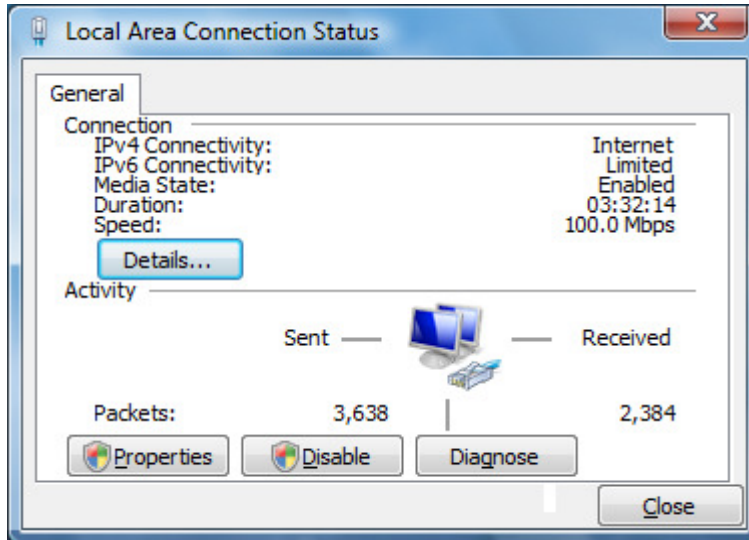 Local Area Connection Status
General
Connection
IPv4 Connectivity: Internet
IPv6 Connectivity: Limited
Media State: Enabled
Duration: 03:32:14
Speed: 100.0 Mbps
Details...
Activity
Sent Received
Packets: 3,638 2,384
Properties Disable Diagnose
Close